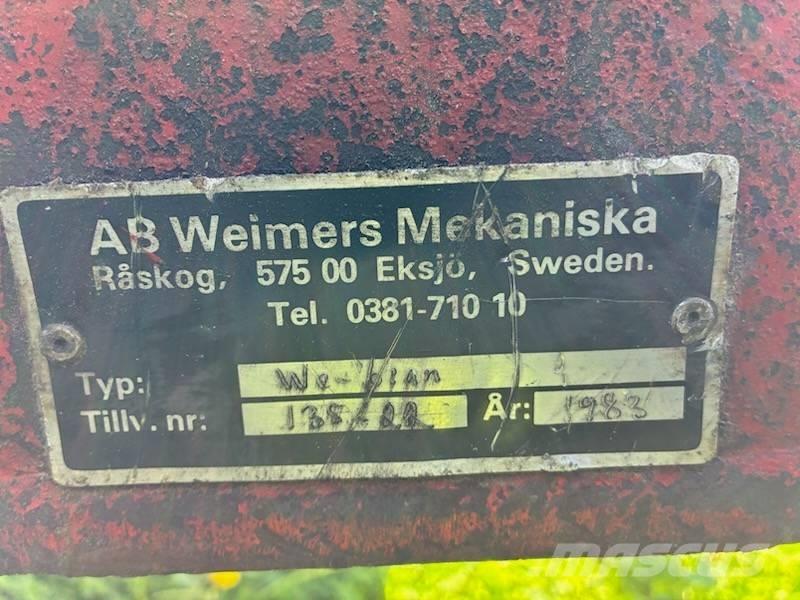 AB Weimers Mekaniska
Råskog, 575 00 Eksjö, Sweden.
Tel. 0381-710 10
Typ:
Tillv. nr:
År: 1983
MASCUS